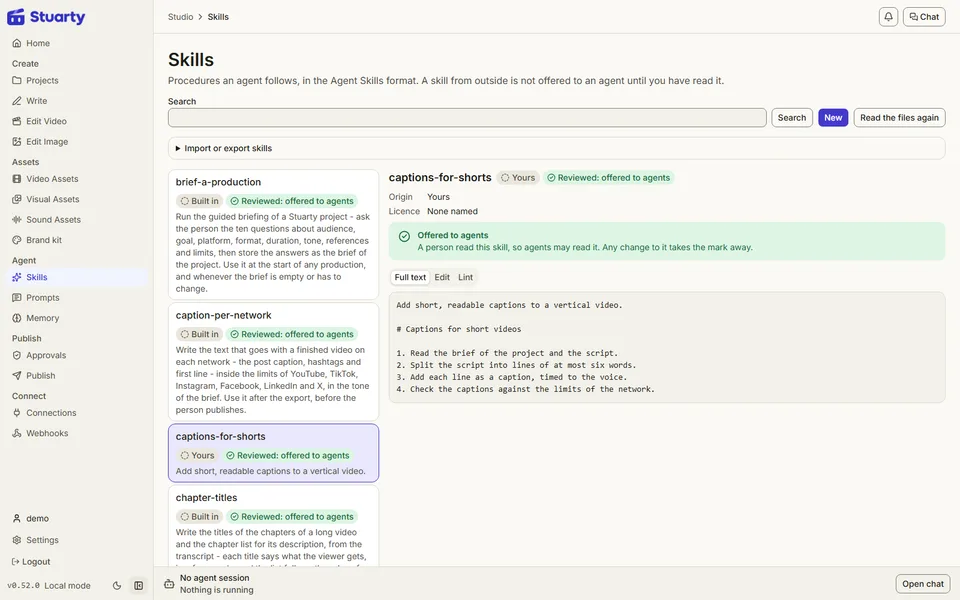 Stuarty
Studio > Skills
Chat
Home
Create
Projects
Write
Edit Video
Edit Image
Assets
Video Assets
Visual Assets
Sound Assets
Brand kit
Agent
Skills
Prompts
Memory
Publish
Approvals
Publish
Connect
Connections
Webhooks
demo
Settings
Logout
v0.52.0 Local mode
Skills
Procedures an agent follows, in the Agent Skills format. A skill from outside is not offered to an agent until you have read it.
Search
Search
New
Read the files again
Import or export skills
brief-a-production
Built in
Reviewed: offered to agents
Run the guided briefing of a Stuarty project - ask
the person the ten questions about audience,
goal, platform, format, duration, tone, references
and limits, then store the answers as the brief of
the project. Use it at the start of any production,
and whenever the brief is empty or has to
change.
caption-per-network
Built in
Reviewed: offered to agents
Write the text that goes with a finished video on
each network - the post caption, hashtags and
first line - inside the limits of YouTube, TikTok,
Instagram, Facebook, LinkedIn and X, in the tone
of the brief. Use it after the export, before the
person publishes.
captions-for-shorts
Yours
Reviewed: offered to agents
Add short, readable captions to a vertical video.
chapter-titles
Built in
Reviewed: offered to agents
Write the titles of the chapters of a long video
and the chapter list for its description, from the
transcript - each title says what the viewer gets,
captions-for-shorts
Yours
Reviewed: offered to agents
Origin Yours
Licence None named
Offered to agents
A person read this skill, so agents may read it. Any change to it takes the mark away.
Full text
Edit
Lint
Add short, readable captions to a vertical video.
# Captions for short videos
1. Read the brief of the project and the script.
2. Split the script into lines of at most six words.
3. Add each line as a caption, timed to the voice.
4. Check the captions against the limits of the network.
No agent session
Nothing is running
Open chat